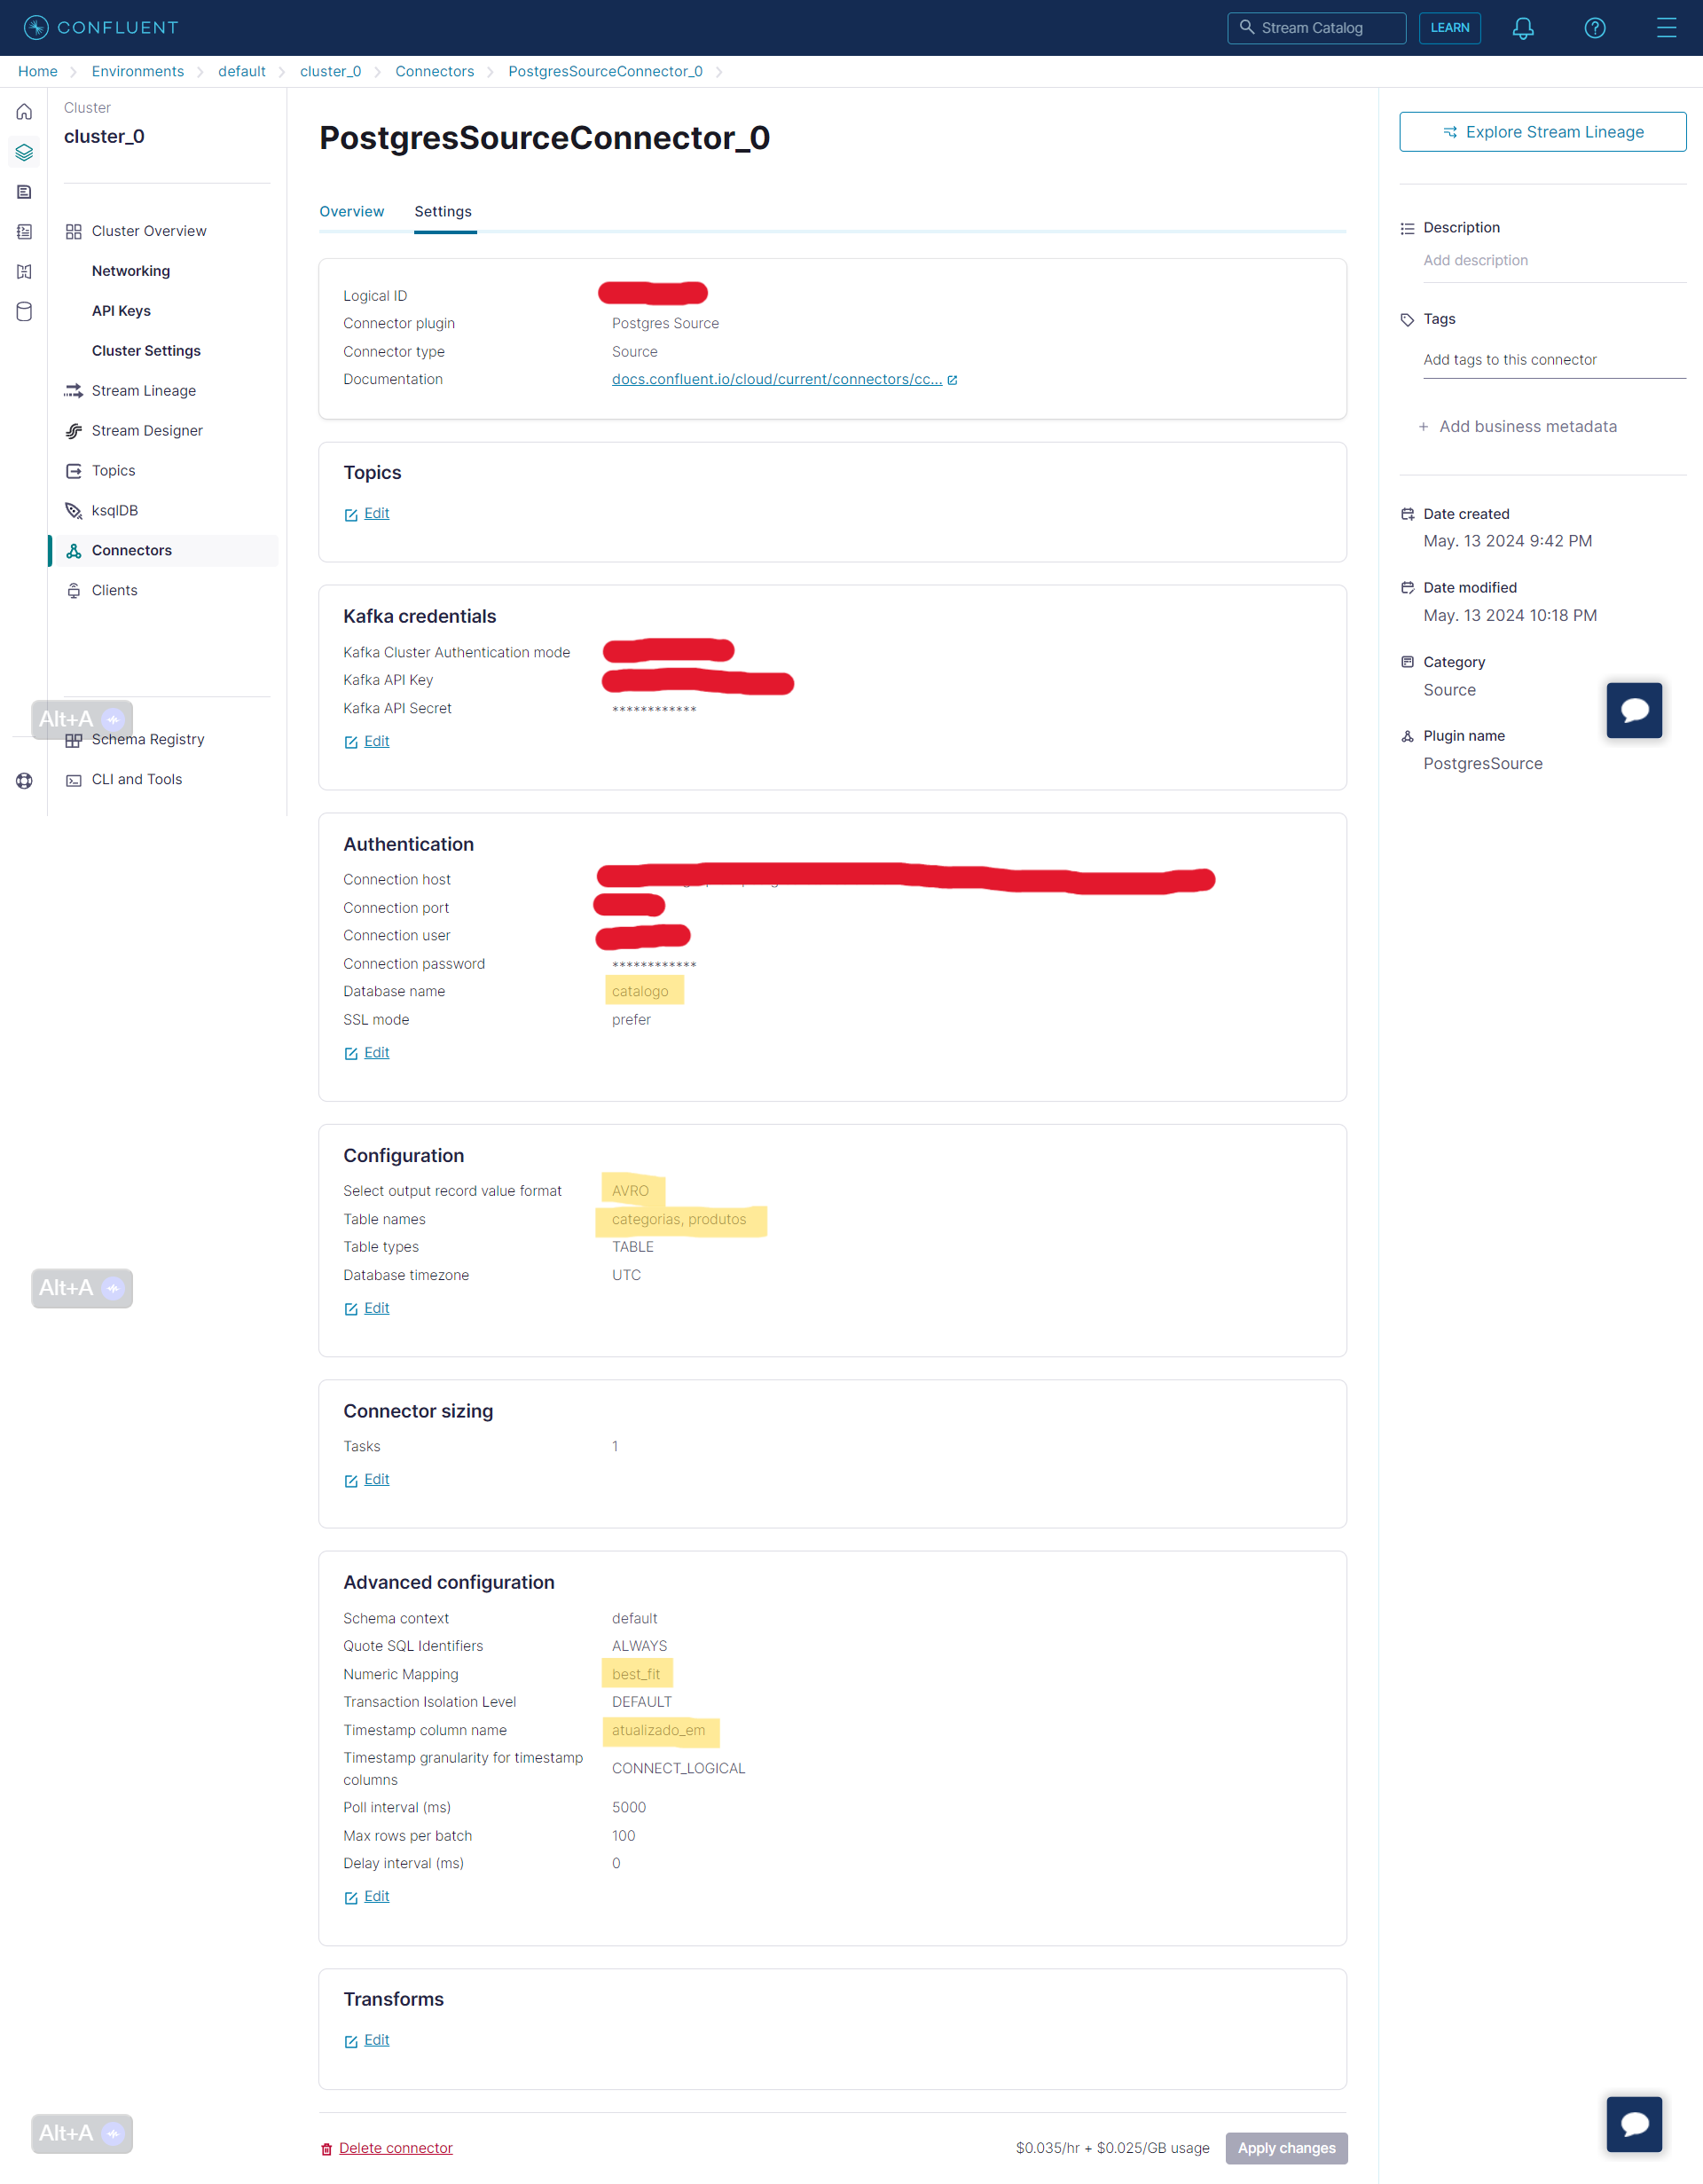 CONFLUENT
Stream Catalog
LEARN
Home
Environments
default
cluster_0
Connectors
PostgresSourceConnector_0
Cluster
cluster_0
Cluster Overview
Networking
API Keys
Cluster Settings
Stream Lineage
Stream Designer
Topics
ksqlDB
Connectors
Clients
Alt+A
Schema Registry
CLI and Tools
Alt+A
Alt+A
PostgresSourceConnector_0
Overview
Settings
Logical ID
Connector plugin Postgres Source
Connector type Source
Documentation docs.confluent.io/cloud/current/connectors/cc...
Topics
Edit
Kafka credentials
Kafka Cluster Authentication mode
Kafka API Key
Kafka API Secret ************
Edit
Authentication
Connection host
Connection port
Connection user
Connection password ************
Database name catalogo
SSL mode prefer
Edit
Configuration
Select output record value format AVRO
Table names categorias, produtos
Table types TABLE
Database timezone UTC
Edit
Connector sizing
Tasks 1
Edit
Advanced configuration
Schema context default
Quote SQL Identifiers ALWAYS
Numeric Mapping best_fit
Transaction Isolation Level DEFAULT
Timestamp column name atualizado_em
Timestamp granularity for timestamp
columns CONNECT_LOGICAL
Poll interval (ms) 5000
Max rows per batch 100
Delay interval (ms) 0
Edit
Transforms
Edit
Delete connector
$0.035/hr + $0.025/GB usage
Apply changes
Explore Stream Lineage
Description
Add description
Tags
Add tags to this connector
+ Add business metadata
Date created
May. 13 2024 9:42 PM
Date modified
May. 13 2024 10:18 PM
Category
Source
Plugin name
PostgresSource